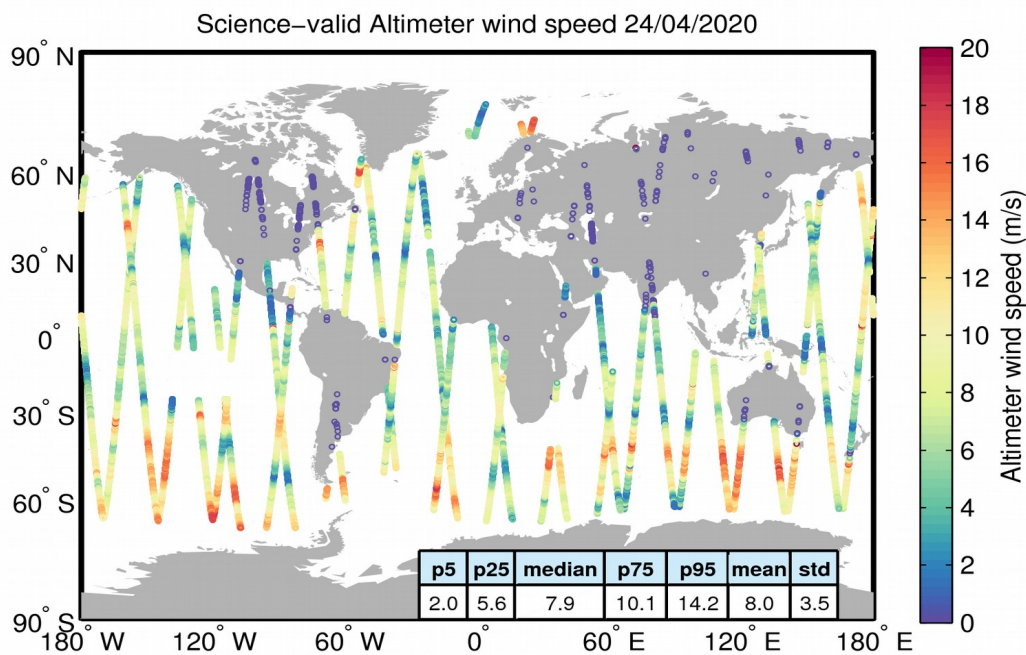 Science−valid Altimeter wind speed 24/04/2020
90° N
60° N
30° N
0°
30° S
60° S
90° S
180° W
120° W
60° W
0°
60° E
120° E
180° E
p5 p25 median p75 p95 mean std
2.0 5.6 7.9 10.1 14.2 8.0 3.5
20
18
16
14
12
10
8
6
4
2
0
Altimeter wind speed (m/s)